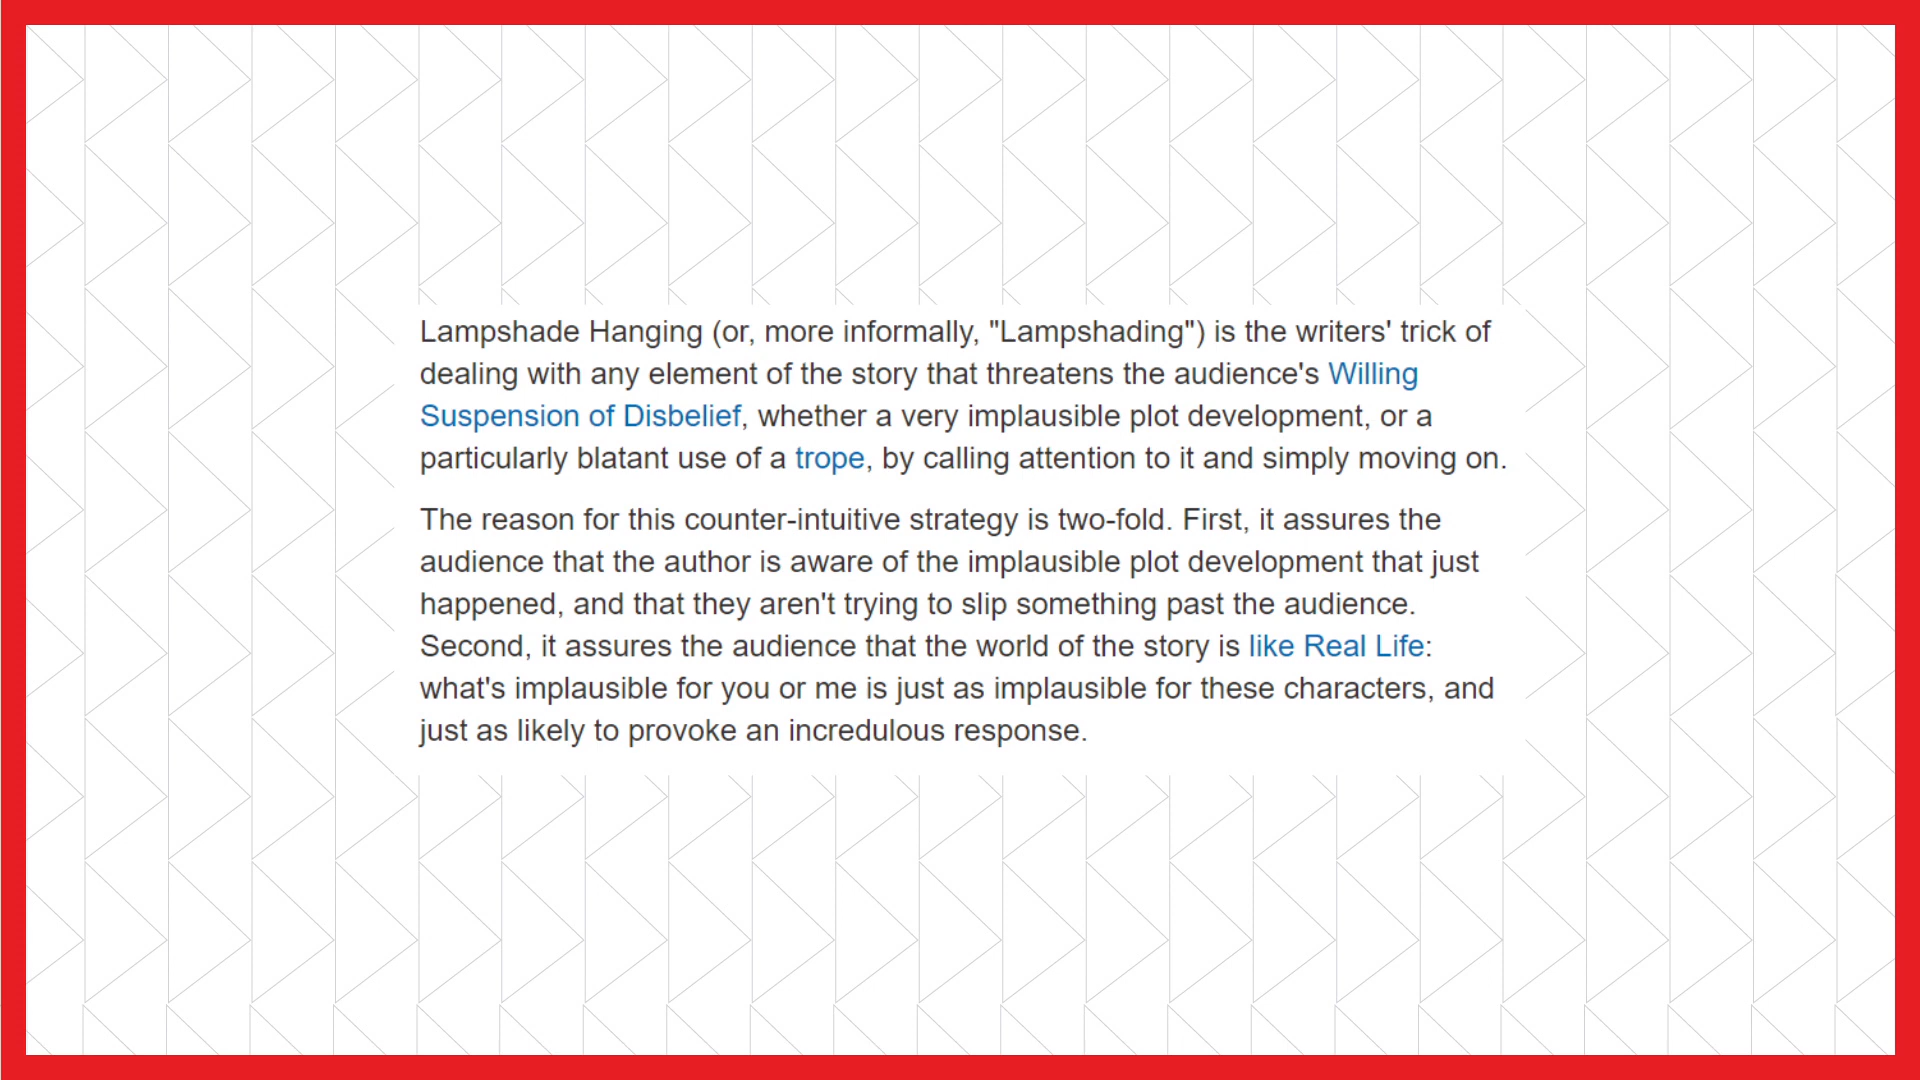 Lampshade Hanging (or, more informally, "Lampshading") is the writers' trick of
dealing with any element of the story that threatens the audience's Willing
Suspension of Disbelief, whether a very implausible plot development, or a
particularly blatant use of a trope, by calling attention to it and simply moving on.
The reason for this counter-intuitive strategy is two-fold. First, it assures the
audience that the author is aware of the implausible plot development that just
happened, and that they aren't trying to slip something past the audience.
Second, it assures the audience that the world of the story is like Real Life:
what's implausible for you or me is just as implausible for these characters, and
just as likely to provoke an incredulous response.